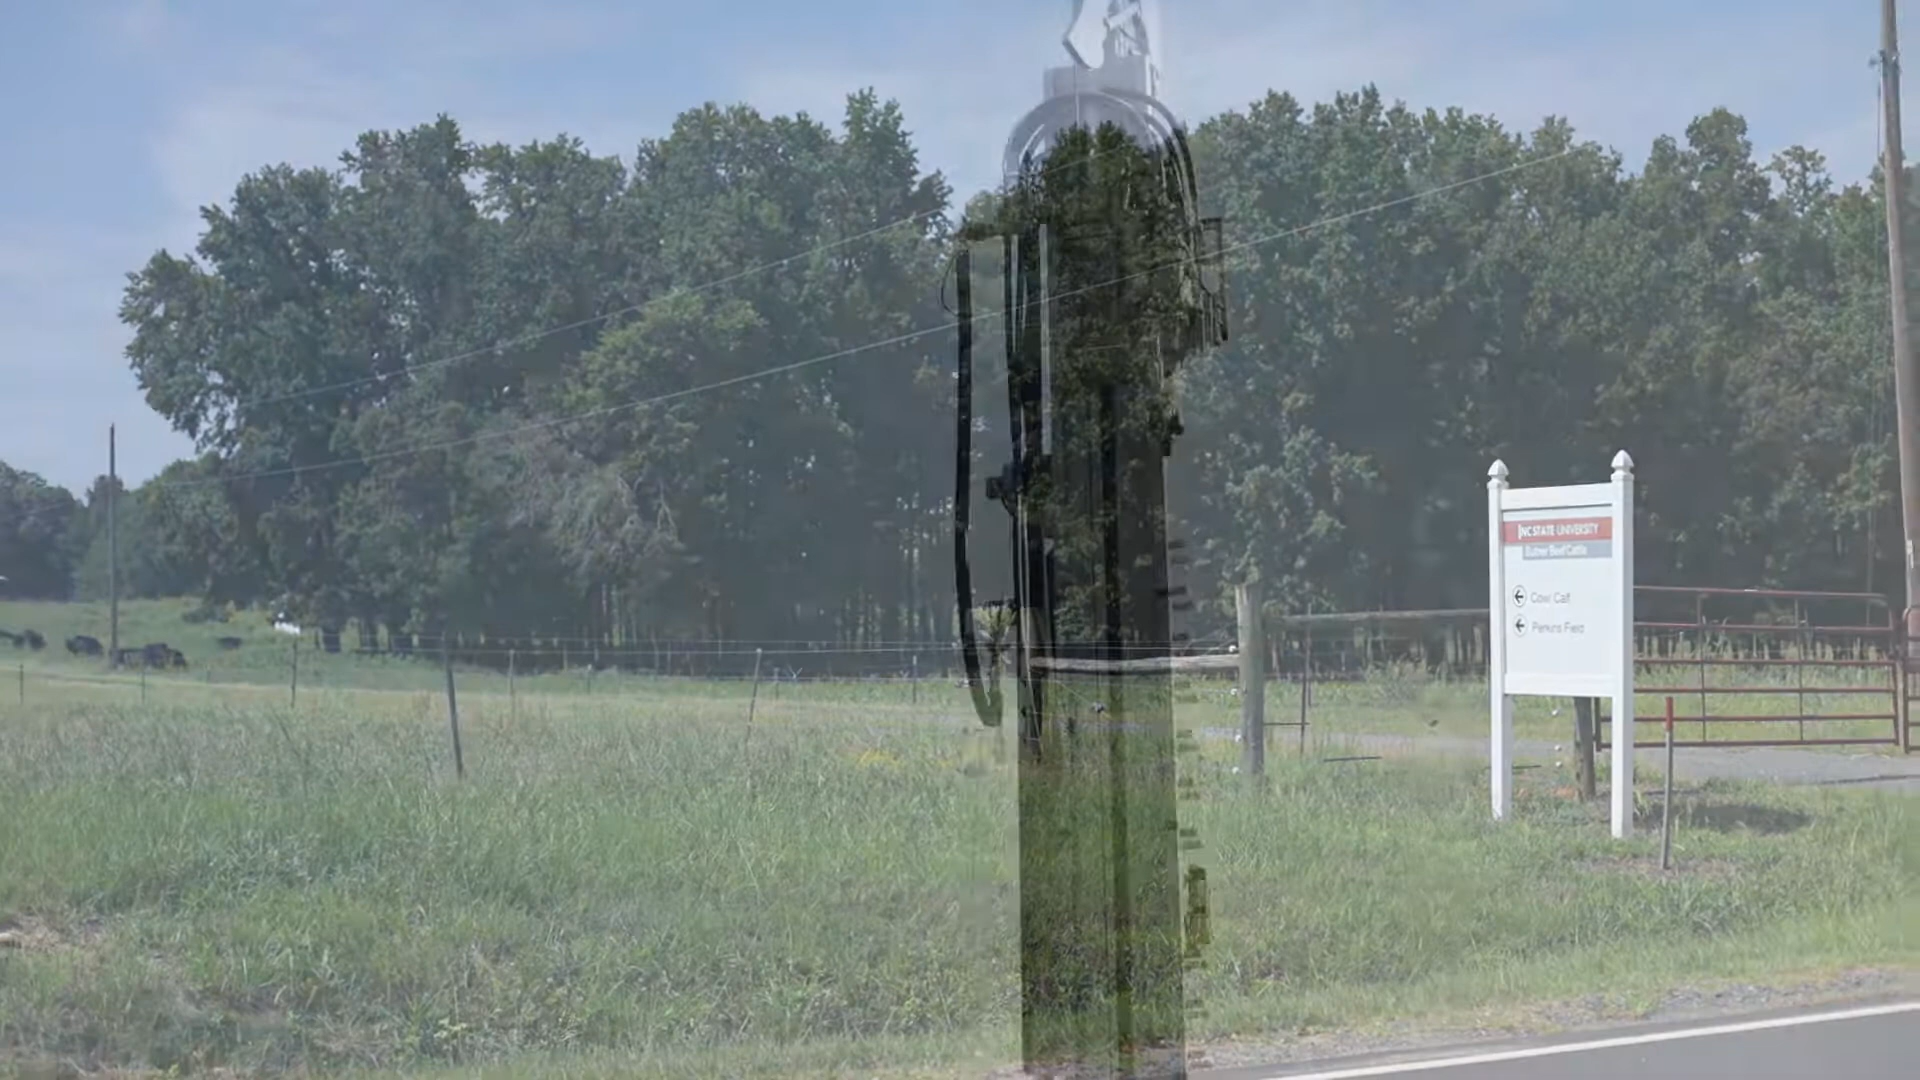 NC STATE UNIVERSITY
Butner Beef Cattle
Cow/ Calf
Perkins Field